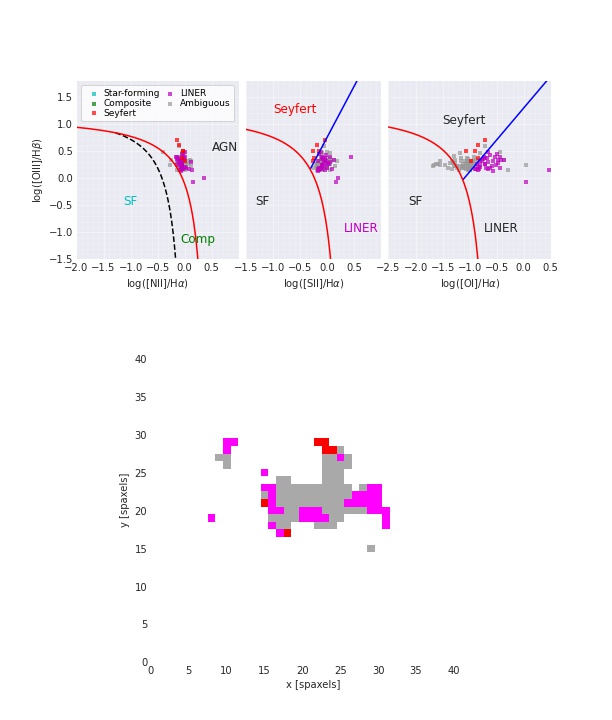 Star-forming
Composite
Seyfert
LINER
Ambiguous
1.5
1.0
0.5
0.0
−0.5
−1.0
−1.5
log([OIII]/Hβ)
AGN
SF
Comp
−2.0 −1.5 −1.0 −0.5 0.0 0.5
log([NII]/Hα)
Seyfert
SF
LINER
−1.5 −1.0 −0.5 0.0 0.5
log([SII]/Hα)
Seyfert
SF
LINER
−2.5 −2.0 −1.5 −1.0 −0.5 0.0 0.5
log([OI]/Hα)
40
35
30
25
20
15
10
5
0
y [spaxels]
0 5 10 15 20 25 30 35 40
x [spaxels]